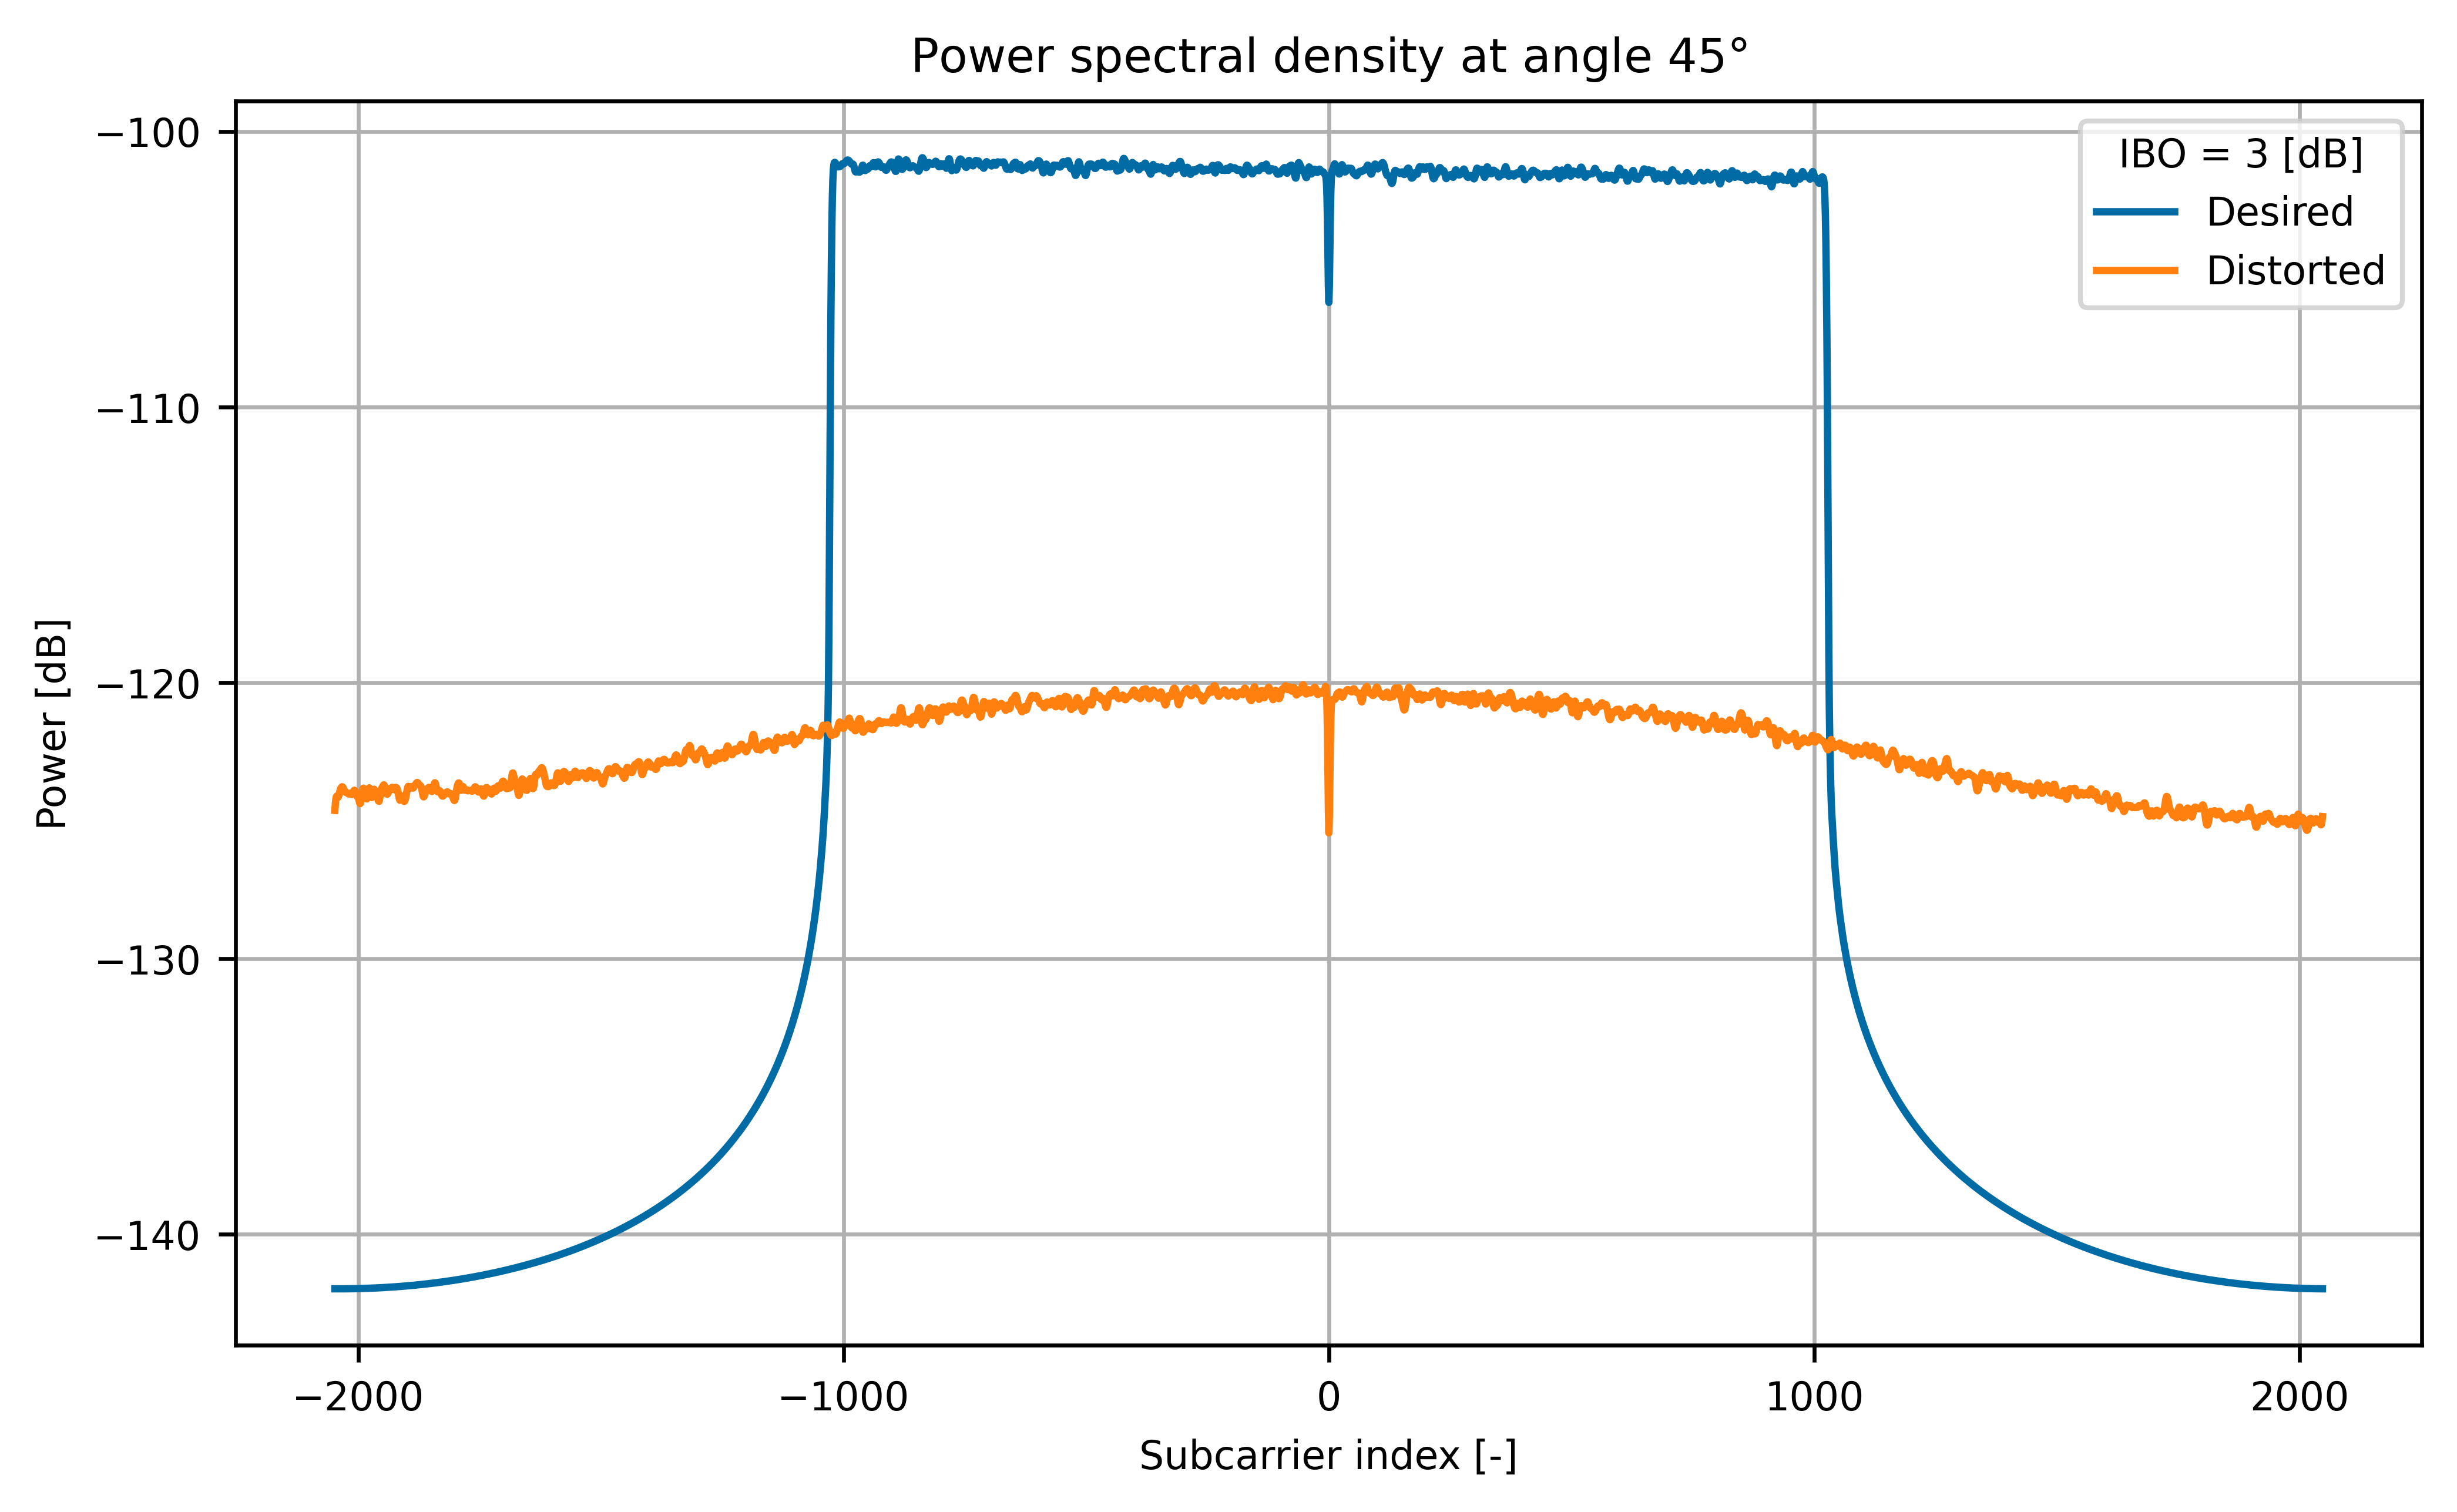 Power spectral density at angle 45°
IBO = 3 [dB]
Desired
Distorted
Power [dB]
−100
−110
−120
−130
−140
−2000
−1000
0
1000
2000
Subcarrier index [-]